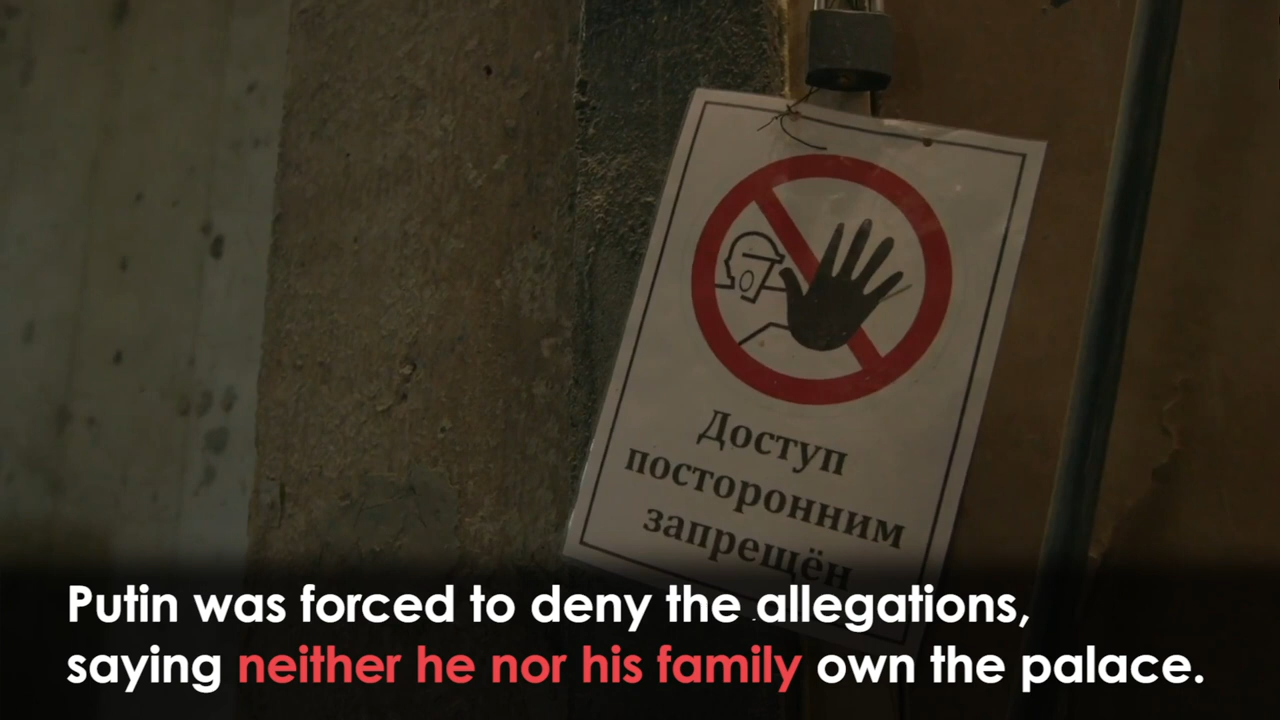 Доступ
посторонним
запрещён
Putin was forced to deny the allegations,
saying neither he nor his family own the palace.